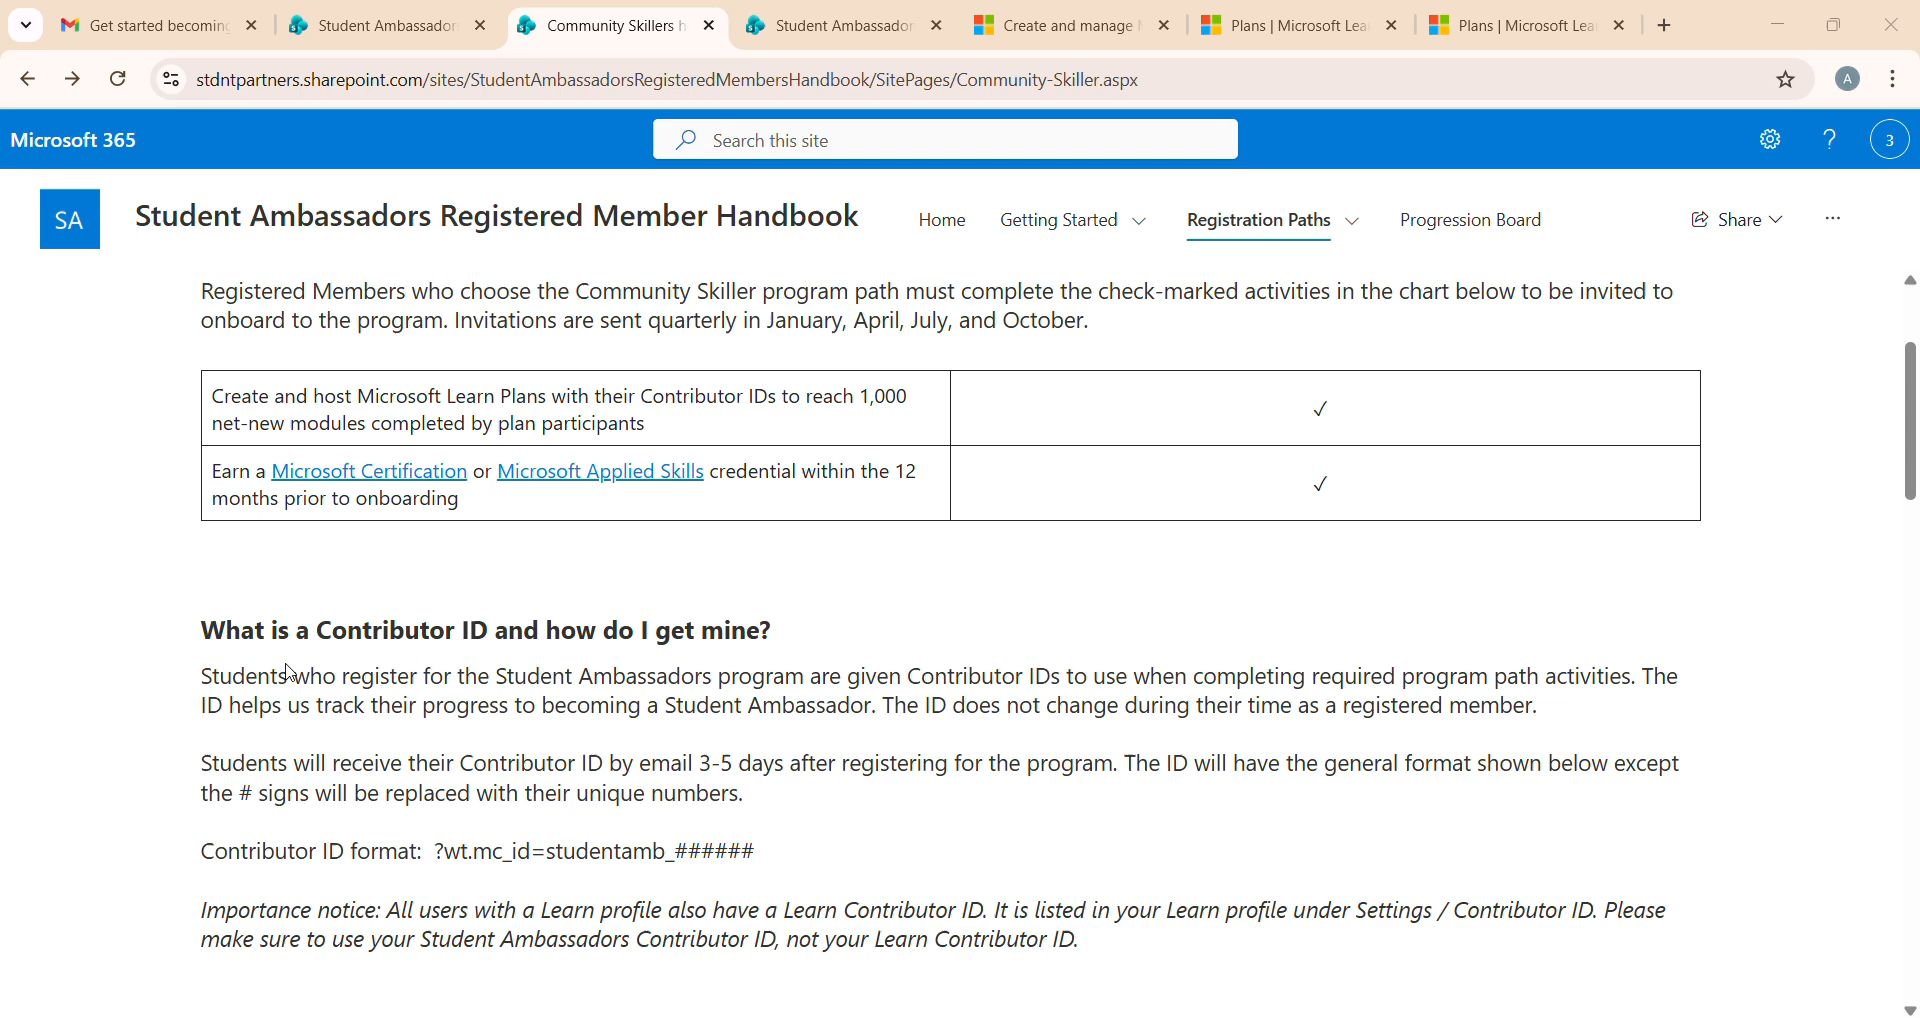 Get started becoming
Student Ambassador
Community Skillers h
Student Ambassador
Create and manage
Plans | Microsoft Lea
Plans | Microsoft Lea
stdntpartners.sharepoint.com/sites/StudentAmbassadorsRegisteredMembersHandbook/SitePages/Community-Skiller.aspx
A
Microsoft 365
Search this site
?
3
SA
Student Ambassadors Registered Member Handbook
Home
Getting Started
Registration Paths
Progression Board
Share
Registered Members who choose the Community Skiller program path must complete the check-marked activities in the chart below to be invited to
onboard to the program. Invitations are sent quarterly in January, April, July, and October.
Create and host Microsoft Learn Plans with their Contributor IDs to reach 1,000
net-new modules completed by plan participants
✓
Earn a Microsoft Certification or Microsoft Applied Skills credential within the 12
months prior to onboarding
✓
What is a Contributor ID and how do I get mine?
Students who register for the Student Ambassadors program are given Contributor IDs to use when completing required program path activities. The
ID helps us track their progress to becoming a Student Ambassador. The ID does not change during their time as a registered member.
Students will receive their Contributor ID by email 3-5 days after registering for the program. The ID will have the general format shown below except
the # signs will be replaced with their unique numbers.
Contributor ID format:  ?wt.mc_id=studentamb_######
Importance notice: All users with a Learn profile also have a Learn Contributor ID. It is listed in your Learn profile under Settings / Contributor ID. Please
make sure to use your Student Ambassadors Contributor ID, not your Learn Contributor ID.